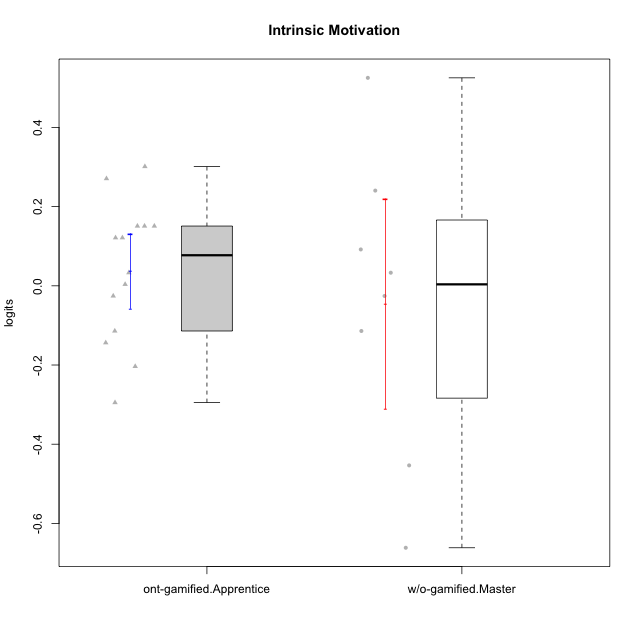 Intrinsic Motivation
logits
0.4
0.2
0.0
-0.2
-0.4
-0.6
ont-gamified.Apprentice
w/o-gamified.Master